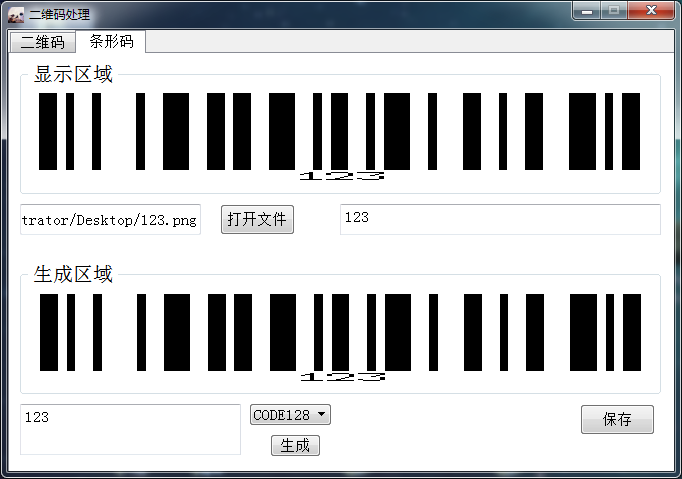 二维码处理
二维码 条形码
显示区域
123
trator/Desktop/123.png 打开文件 123
生成区域
123
123 CODE128 保存
生成